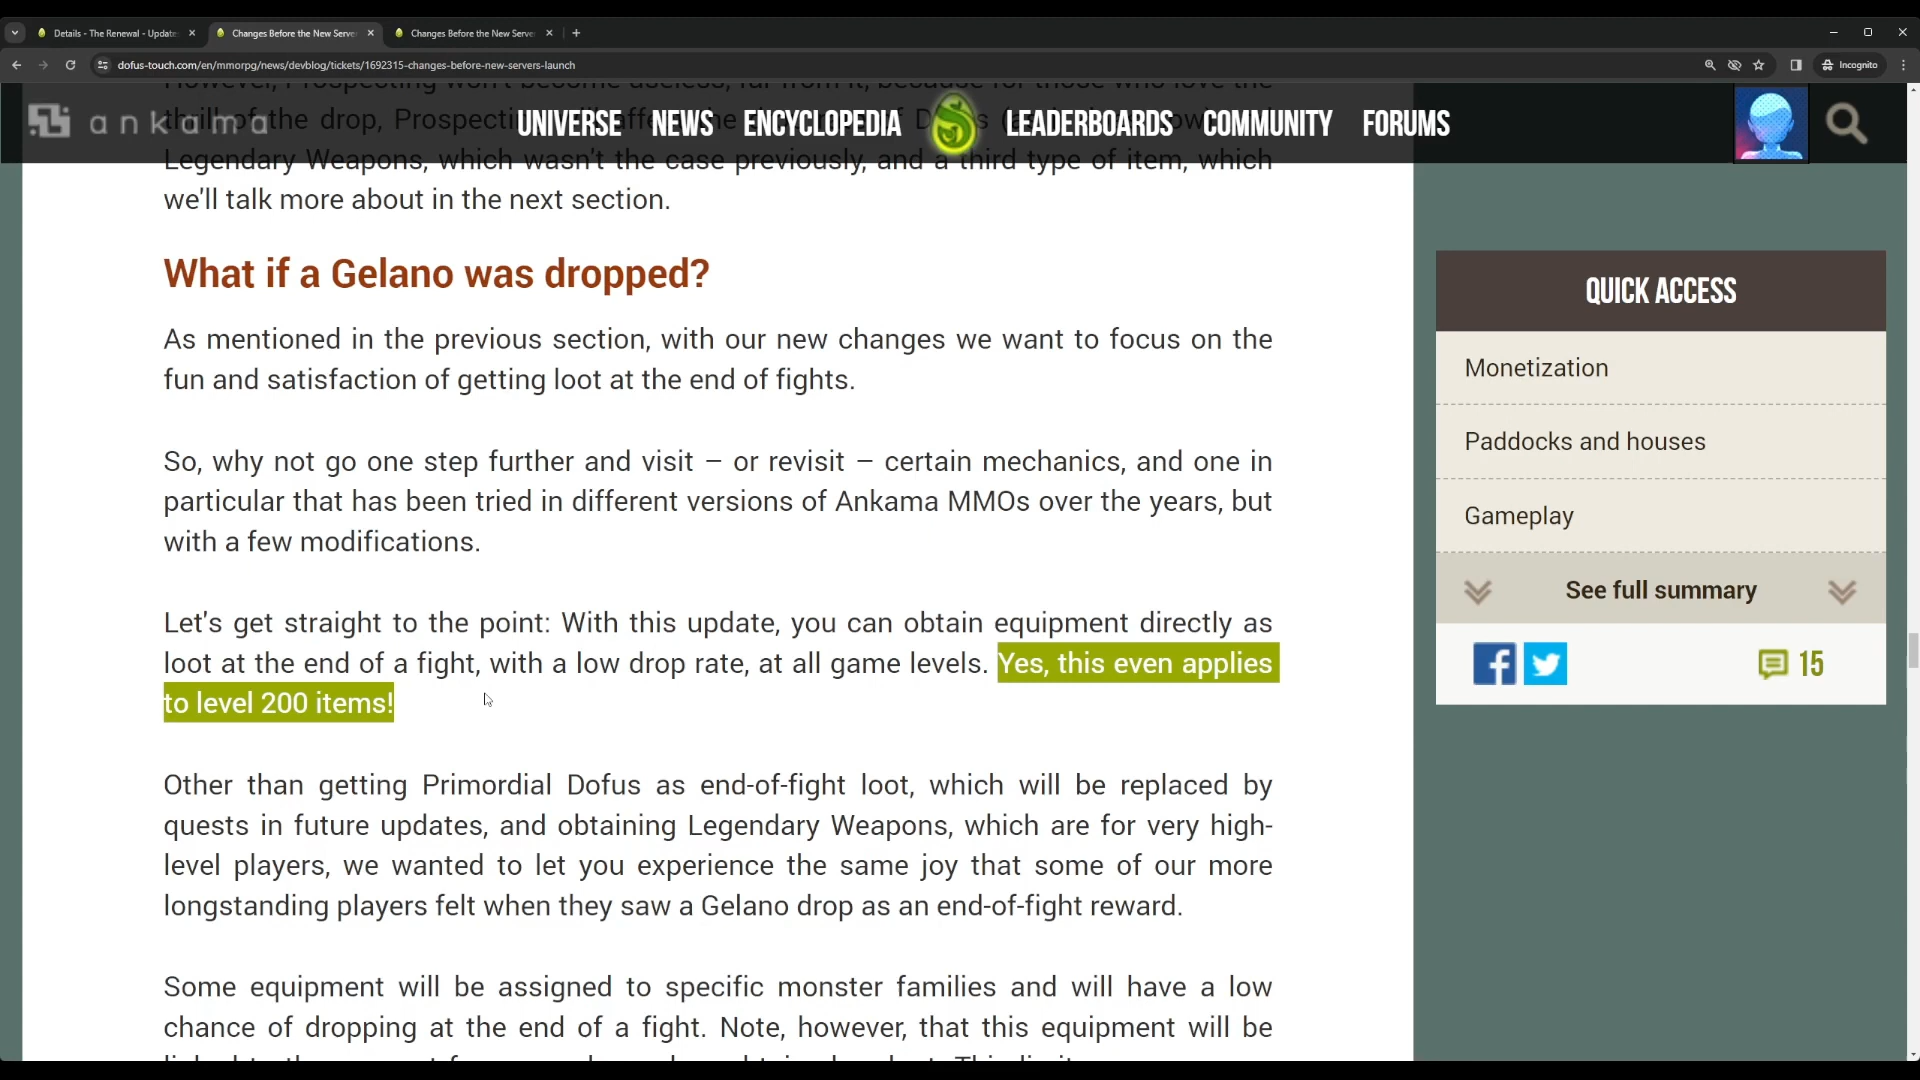 Details - The Renewal - Update
Changes Before the New Serve
Changes Before the New Serve
dofus-touch.com/en/mmorpg/news/devblog/tickets/1692315-changes-before-new-servers-launch
Incognito
ankama
UNIVERSE NEWS ENCYCLOPEDIA LEADERBOARDS COMMUNITY FORUMS
However, Prospecting won't become useless, far from it, because for those who love the
thrill of the drop, Prospecting
Legendary Weapons, which wasn't the case previously, and a third type of item, which
we'll talk more about in the next section.
What if a Gelano was dropped?
As mentioned in the previous section, with our new changes we want to focus on the
fun and satisfaction of getting loot at the end of fights.
So, why not go one step further and visit – or revisit – certain mechanics, and one in
particular that has been tried in different versions of Ankama MMOs over the years, but
with a few modifications.
Let's get straight to the point: With this update, you can obtain equipment directly as
loot at the end of a fight, with a low drop rate, at all game levels. Yes, this even applies
to level 200 items!
Other than getting Primordial Dofus as end-of-fight loot, which will be replaced by
quests in future updates, and obtaining Legendary Weapons, which are for very high-
level players, we wanted to let you experience the same joy that some of our more
longstanding players felt when they saw a Gelano drop as an end-of-fight reward.
Some equipment will be assigned to specific monster families and will have a low
chance of dropping at the end of a fight. Note, however, that this equipment will be
QUICK ACCESS
Monetization
Paddocks and houses
Gameplay
See full summary
15